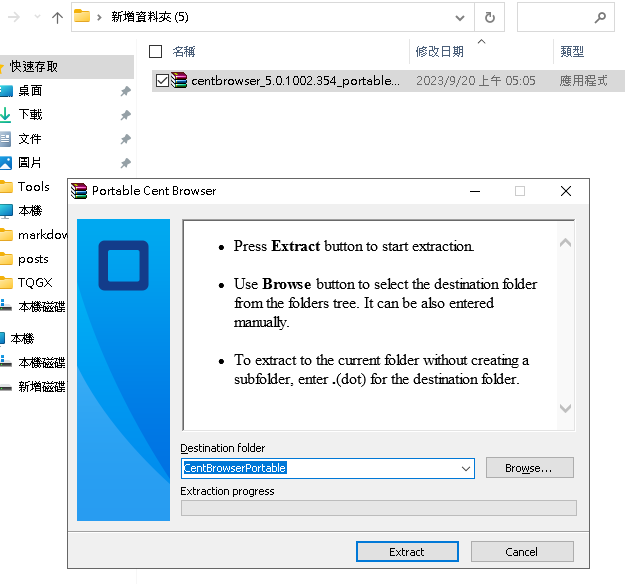 新增資料夾 (5)
名稱
修改日期
類型
快速存取
centbrowser_5.0.1002.354_portable...
2023/9/20 上午 05:05
應用程式
桌面
下載
文件
圖片
Tools
本機
markdow
posts
TQGX
本機磁碟
本機
本機磁碟
新增磁碟
Portable Cent Browser
Press Extract button to start extraction.
Use Browse button to select the destination folder
from the folders tree. It can be also entered
manually.
To extract to the current folder without creating a
subfolder, enter .(dot) for the destination folder.
Destination folder
CentBrowserPortable
Browse...
Extraction progress
Extract
Cancel